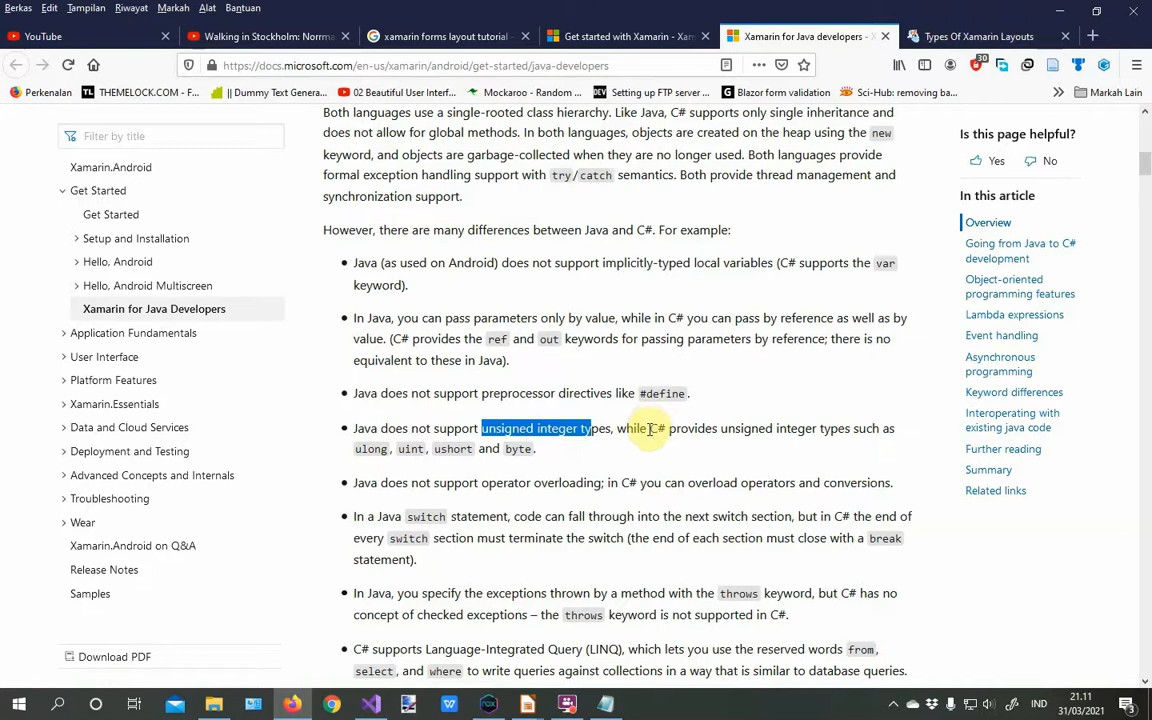 Berkas Edit Tampilan Riwayat Markah Alat Bantuan
YouTube Walking in Stockholm: Norrma xamarin forms layout tutorial - Get started with Xamarin - Xam Xamarin for Java developers - X Types Of Xamarin Layouts
https://docs.microsoft.com/en-us/xamarin/android/get-started/java-developers
30
Perkenalan THEMELOCK.COM - f... || Dummy Text Genera... 02 Beautiful User Interf... Mockaroo - Random ... Setting up FTP server ... Blazor form validation Sci-Hub: removing bar... Markah Lain
Filter by title
Xamarin.Android
Get Started
Get Started
Setup and Installation
Hello, Android
Hello, Android Multiscreen
Xamarin for Java Developers
Application Fundamentals
User Interface
Platform Features
Xamarin.Essentials
Data and Cloud Services
Deployment and Testing
Advanced Concepts and Internals
Troubleshooting
Wear
Xamarin.Android on Q&A
Release Notes
Samples
Download PDF
Both languages use a single-rooted class hierarchy. Like Java, C# supports only single inheritance and
does not allow for global methods. In both languages, objects are created on the heap using the new
keyword, and objects are garbage-collected when they are no longer used. Both languages provide
formal exception handling support with try/catch semantics. Both provide thread management and
synchronization support.
However, there are many differences between Java and C#. For example:
• Java (as used on Android) does not support implicitly-typed local variables (C# supports the var
keyword).
• In Java, you can pass parameters only by value, while in C# you can pass by reference as well as by
value. (C# provides the ref and out keywords for passing parameters by reference; there is no
equivalent to these in Java).
• Java does not support preprocessor directives like #define.
• Java does not support unsigned integer types, while C# provides unsigned integer types such as
ulong, uint, ushort and byte.
• Java does not support operator overloading; in C# you can overload operators and conversions.
• In a Java switch statement, code can fall through into the next switch section, but in C# the end of
every switch section must terminate the switch (the end of each section must close with a break
statement).
• In Java, you specify the exceptions thrown by a method with the throws keyword, but C# has no
concept of checked exceptions – the throws keyword is not supported in C#.
• C# supports Language-Integrated Query (LINQ), which lets you use the reserved words from,
select, and where to write queries against collections in a way that is similar to database queries.
Is this page helpful?
Yes No
In this article
Overview
Going from Java to C#
development
Object-oriented
programming features
Lambda expressions
Event handling
Asynchronous
programming
Keyword differences
Interoperating with
existing java code
Further reading
Summary
Related links
IND
21.11
31/03/2021
3